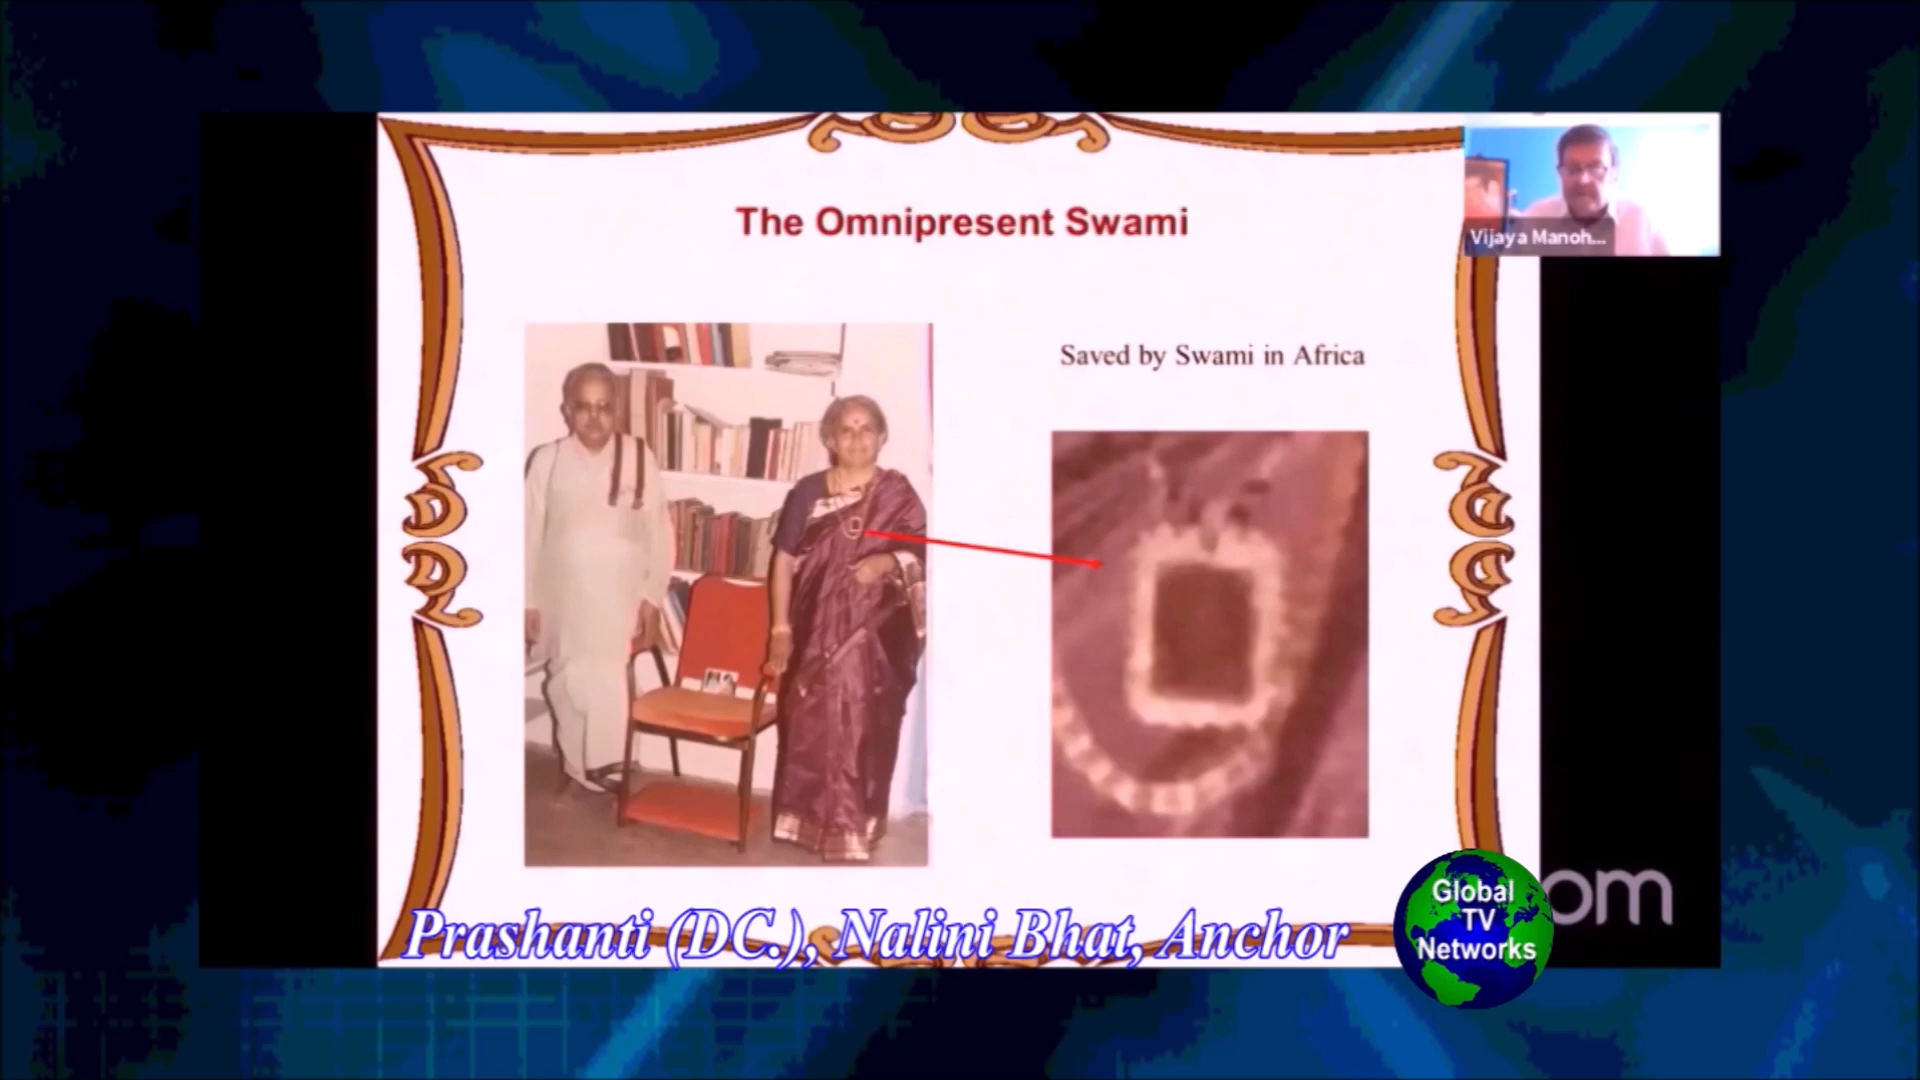 The Omnipresent Swami
Vijaya Manoh...
Saved by Swami in Africa
Prashanti (DC.), Nalini Bhat, Anchor
Global
TV
Networks
om